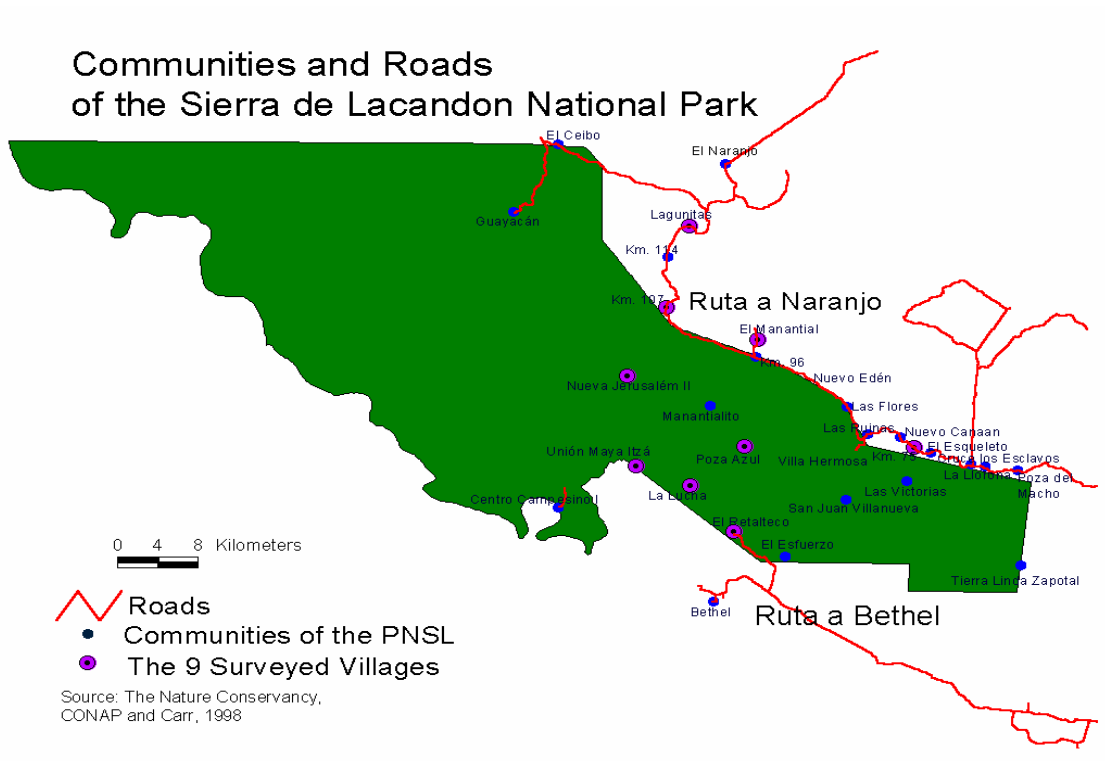 Communities and Roads
of the Sierra de Lacandon National Park
El Ceibo
El Naranjo
Guayacán
Lagunitas
Km. 114
Km. 107
Ruta a Naranjo
El Manantial
Km. 96
Nueva Jerusalém II
Nuevo Edén
Manantialito
Las Flores
Las Ruinas
Nuevo Canaan
El Esqueleto
Unión Maya Itzá
Poza Azul
Villa Hermosa
Km. 75
Cruce los Esclavos
La Llorona
Poza del
Macho
Centro Campesino II
La Lucha
Las Victorias
San Juan Villanueva
El Retalteco
El Esfuerzo
Tierra Linda Zapotal
Bethel
Ruta a Bethel
0 4 8 Kilometers
Roads
Communities of the PNSL
The 9 Surveyed Villages
Source: The Nature Conservancy,
CONAP and Carr, 1998